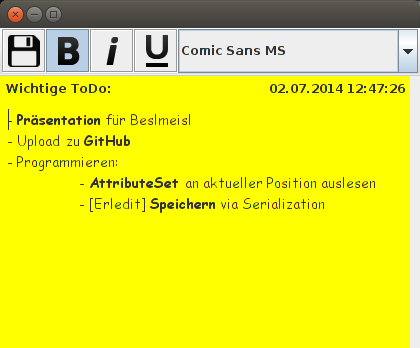 B i U Comic Sans MS
Wichtige ToDo: 02.07.2014 12:47:26
- Präsentation für Beslmeisl
- Upload zu GitHub
- Programmieren:
- AttributeSet an aktueller Position auslesen
- [Erledit] Speichern via Serialization